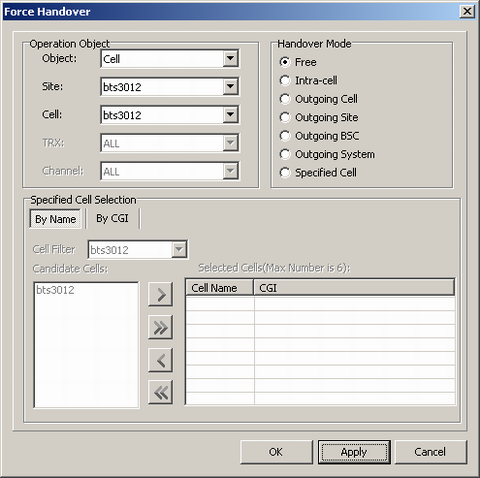 Force Handover
Operation Object
Object: Cell
Site: bts3012
Cell: bts3012
TRX: ALL
Channel: ALL
Handover Mode
Free
Intra-cell
Outgoing Cell
Outgoing Site
Outgoing BSC
Outgoing System
Specified Cell
Specified Cell Selection
By Name By CGI
Cell Filter bts3012
Candidate Cells:
bts3012
Selected Cells(Max Number is 6):
Cell Name CGI
OK Apply Cancel